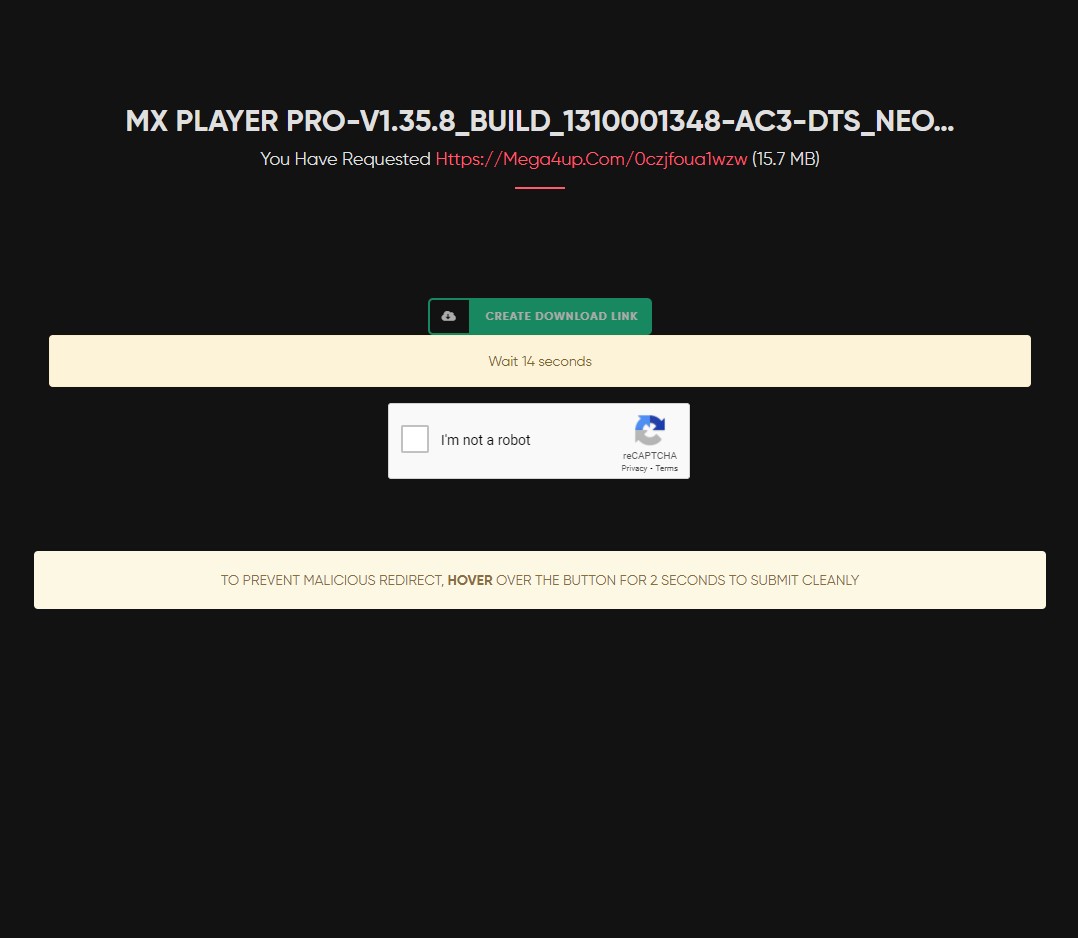 MX PLAYER PRO-V1.35.8_BUILD_1310001348-AC3-DTS_NEO...
You Have Requested Https://Mega4up.Com/0czjfoua1wzw (15.7 MB)
CREATE DOWNLOAD LINK
Wait 14 seconds
I'm not a robot
reCAPTCHA
Privacy - Terms
TO PREVENT MALICIOUS REDIRECT, HOVER OVER THE BUTTON FOR 2 SECONDS TO SUBMIT CLEANLY